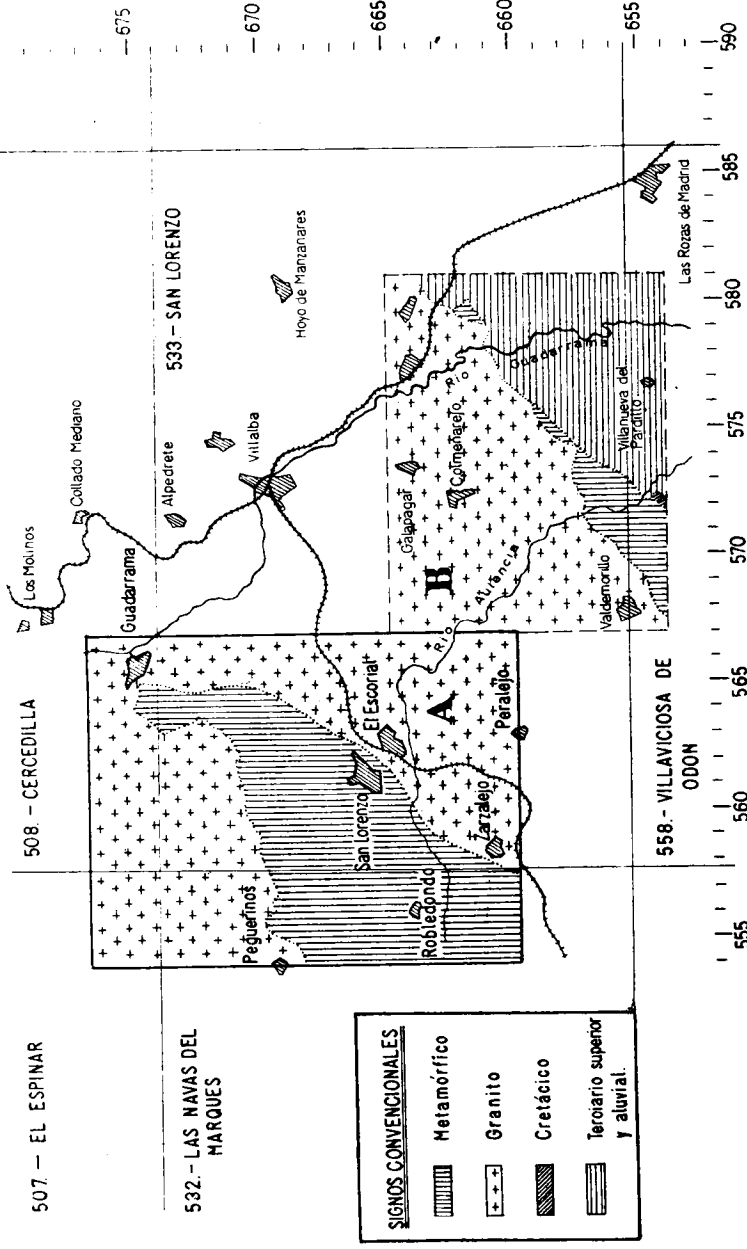 507. — EL ESPINAR
508. — CERCEDILLA
532.- LAS NAVAS DEL
MARQUES
533 — SAN LORENZO
558.- VILLAVICIOSA DE
ODON
Los Molinos
Collado Mediano
Guadarrama
Alpedrete
Villalba
Hoyo de Manzanares
Peguerinos
San Lorenzo
El Escorial
Robledondo
Zarzalejo
Peralejo
A
B
Galapagar
Colmenarejo
Río Aulencia
Río Guadarrama
Valdemorillo
Villanueva del
Pardillo
Las Rozas de Madrid
675
670
665
660
655
555
560
565
570
575
580
585
590
SIGNOS CONVENCIONALES
Metamórfico
Granito
Cretácico
Teroiario superior
y aluvial.